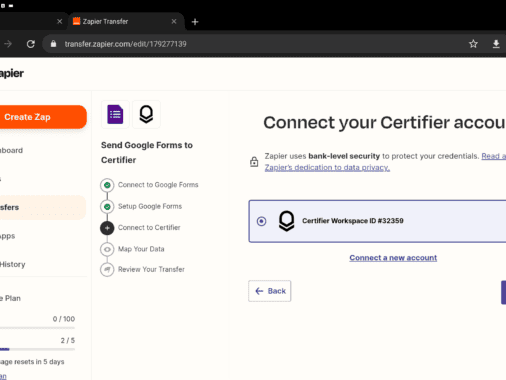 Zapier Transfer
transfer.zapier.com/edit/179277139
apier
Create Zap
board
s
sfers
Apps
History
e Plan
0 / 100
2 / 5
age resets in 5 days
an
Send Google Forms to
Certifier
Connect to Google Forms
Setup Google Forms
Connect to Certifier
Map Your Data
Review Your Transfer
Connect your Certifier accou
Zapier uses bank-level security to protect your credentials. Read a
Zapier's dedication to data privacy.
Certifier Workspace ID #32359
Connect a new account
Back